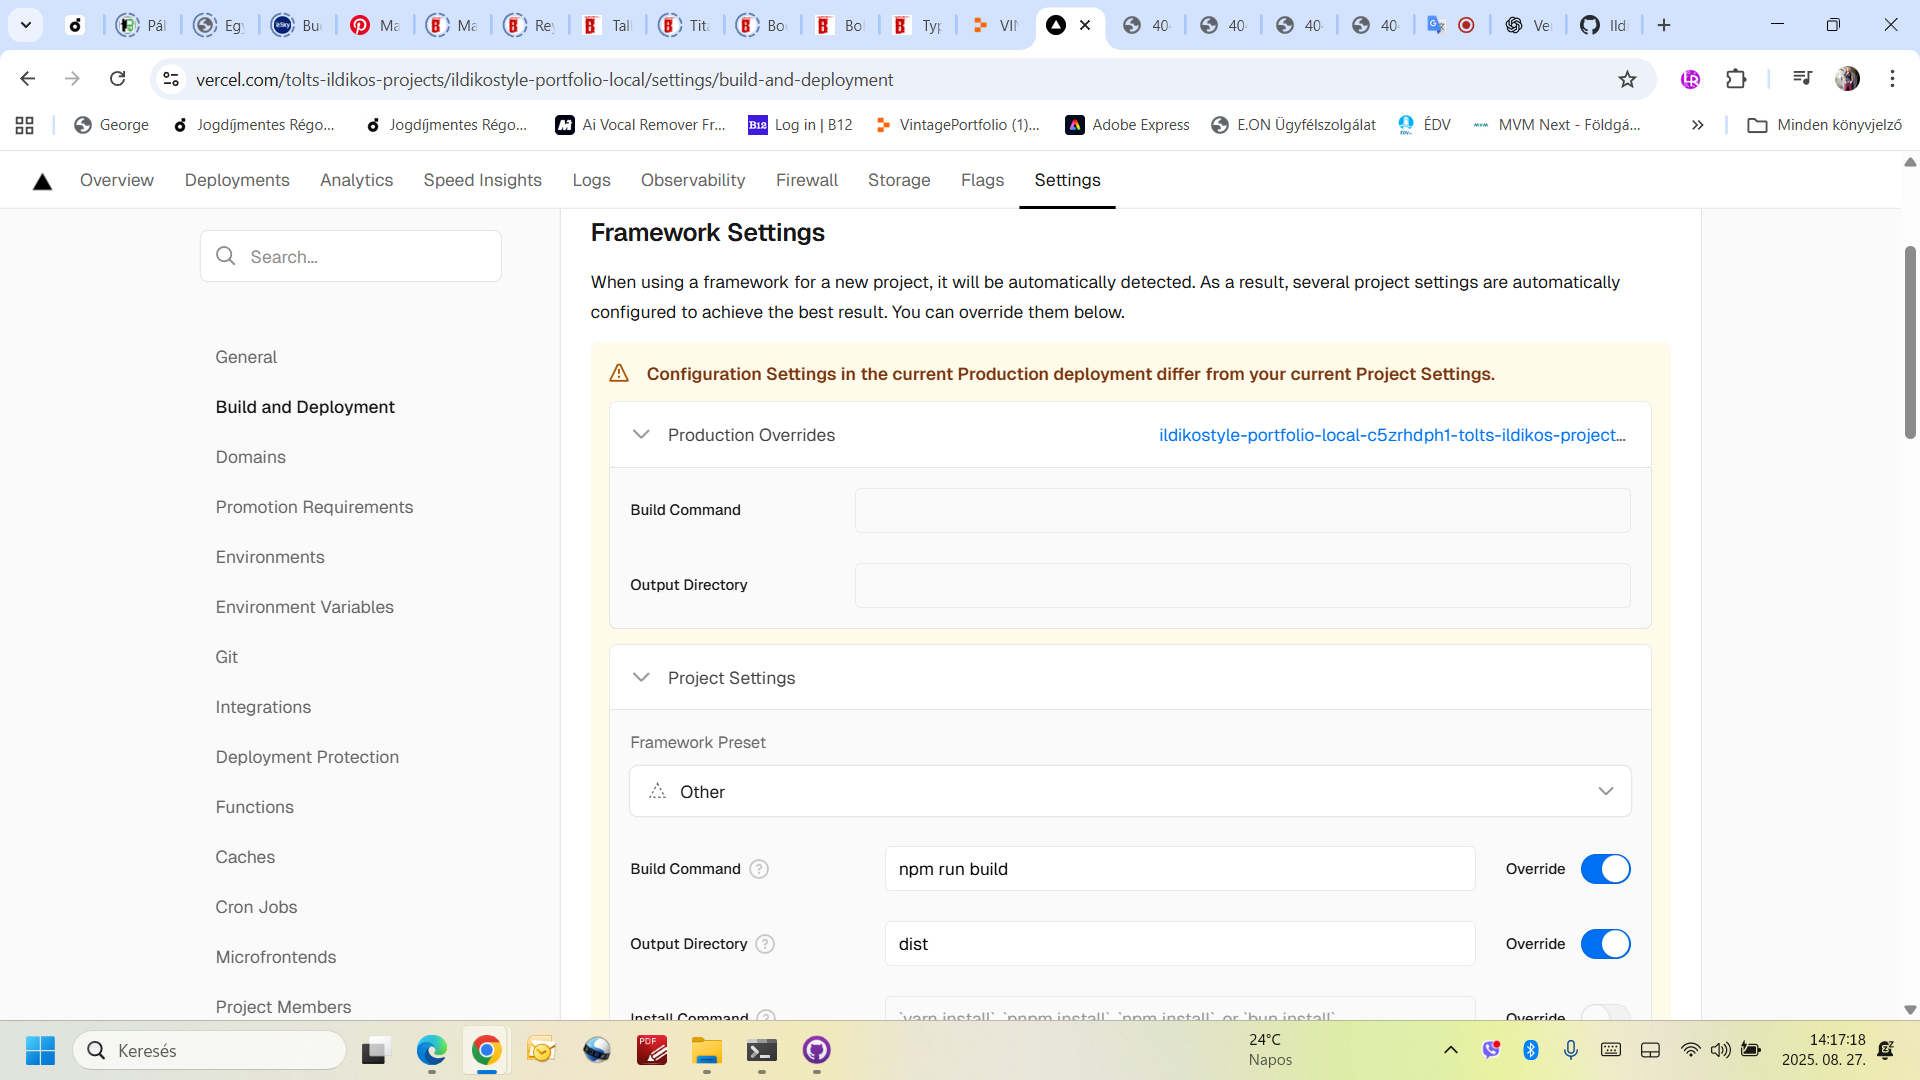 Pál
Egy
Bu
Ma
Ma
Rey
Tall
Tit
Bo
Bol
Typ
VI
40
40
40
40
Ve
Ildi
vercel.com/tolts-ildikos-projects/ildikostyle-portfolio-local/settings/build-and-deployment
George
Jogdíjmentes Régo...
Jogdíjmentes Régo...
Ai Vocal Remover Fr...
B12 Log in | B12
VintagePortfolio (1)...
Adobe Express
E.ON Ügyfélszolgálat
ÉDV
MVM Next - Földgá...
Minden könyvjelző
Overview
Deployments
Analytics
Speed Insights
Logs
Observability
Firewall
Storage
Flags
Settings
Search...
General
Build and Deployment
Domains
Promotion Requirements
Environments
Environment Variables
Git
Integrations
Deployment Protection
Functions
Caches
Cron Jobs
Microfrontends
Project Members
Framework Settings
When using a framework for a new project, it will be automatically detected. As a result, several project settings are automatically
configured to achieve the best result. You can override them below.
Configuration Settings in the current Production deployment differ from your current Project Settings.
Production Overrides
ildikostyle-portfolio-local-c5zrhdph1-tolts-ildikos-project...
Build Command
Output Directory
Project Settings
Framework Preset
Other
Build Command
npm run build
Override
Output Directory
dist
Override
Install Command
`yarn install`, `pnpm install`, `npm install`, or `bun install`
Override
Keresés
PDF
24°C
Napos
14:17:18
2025. 08. 27.